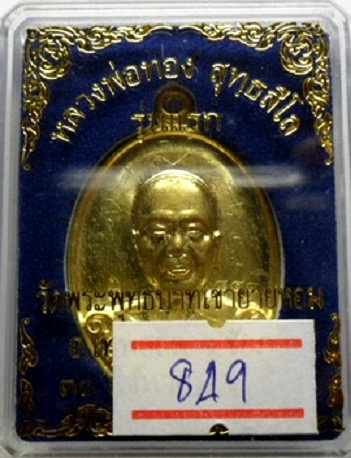 หลวงพ่อทอง สุทธสีโล
รุ่นแรก
วัดพระพุทธบาทเขายายหอม
849